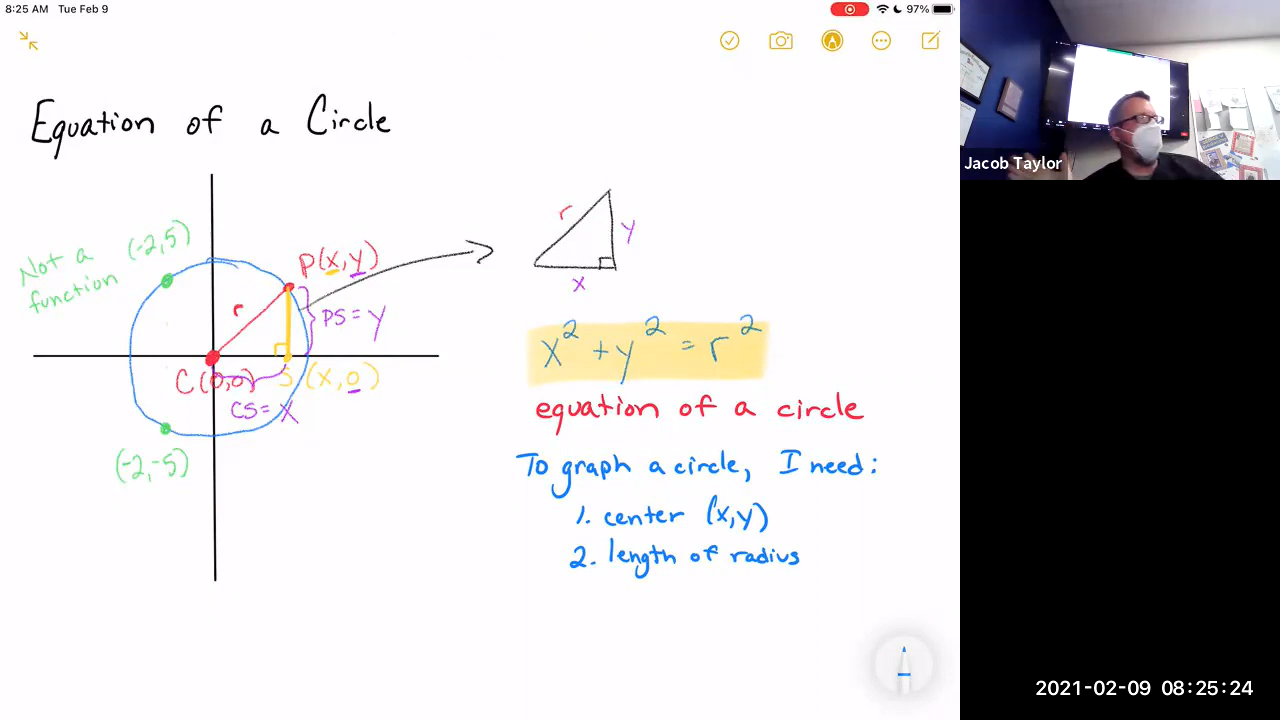 8:25 AM Tue Feb 9
97%
Equation of a Circle
Not a function
(-2,5)
P(x,y)
r
PS = y
C(0,0)
S(x,0)
CS = x
(-2,-5)
r
y
x
x² + y² = r²
equation of a circle
To graph a circle, I need:
1. center (x,y)
2. length of radius
Jacob Taylor
2021-02-09 08:25:24